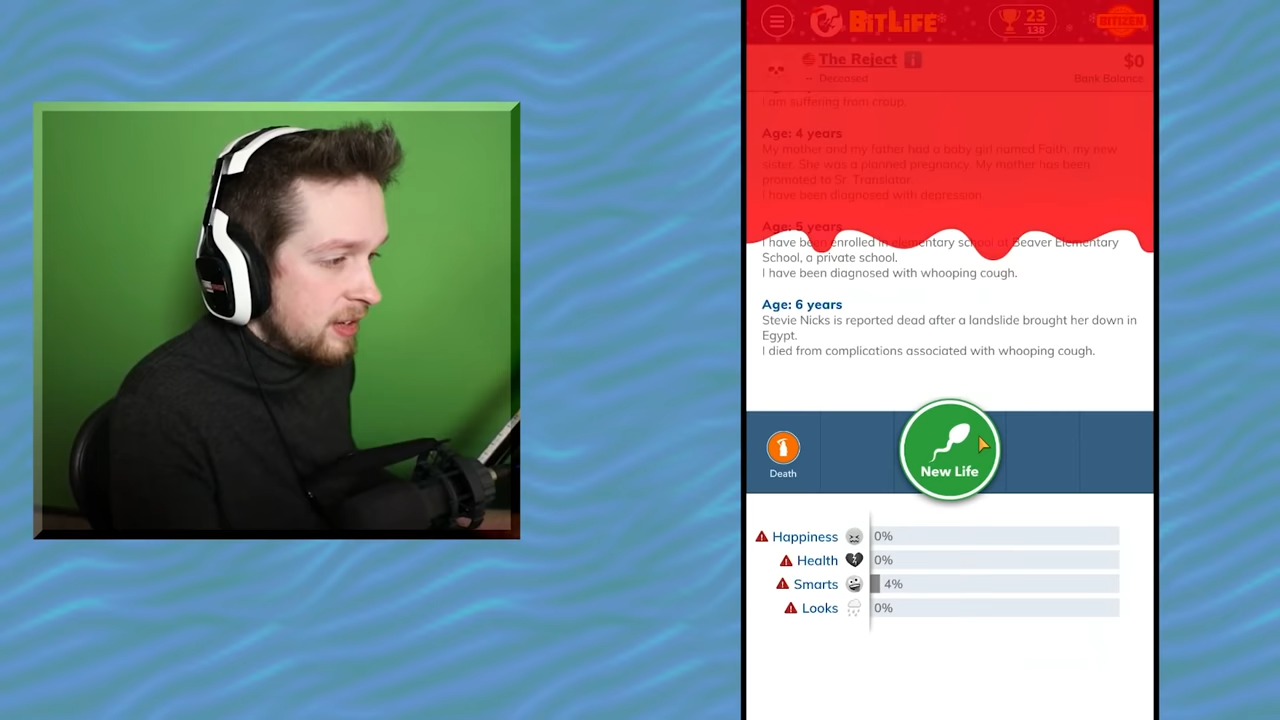 BITLIFE
23
138
BITIZEN
The Reject
$0
Deceased
Bank Balance
I am suffering from croup.
Age: 4 years
My mother and my father had a baby girl named Faith, my new
sister. She was a planned pregnancy. My mother has been
promoted to Sr. Translator.
I have been diagnosed with depression.
Age: 5 years
I have been enrolled in elementary school at Beaver Elementary
School, a private school.
I have been diagnosed with whooping cough.
Age: 6 years
Stevie Nicks is reported dead after a landslide brought her down in
Egypt.
I died from complications associated with whooping cough.
Death
New Life
Happiness 0%
Health 0%
Smarts 4%
Looks 0%